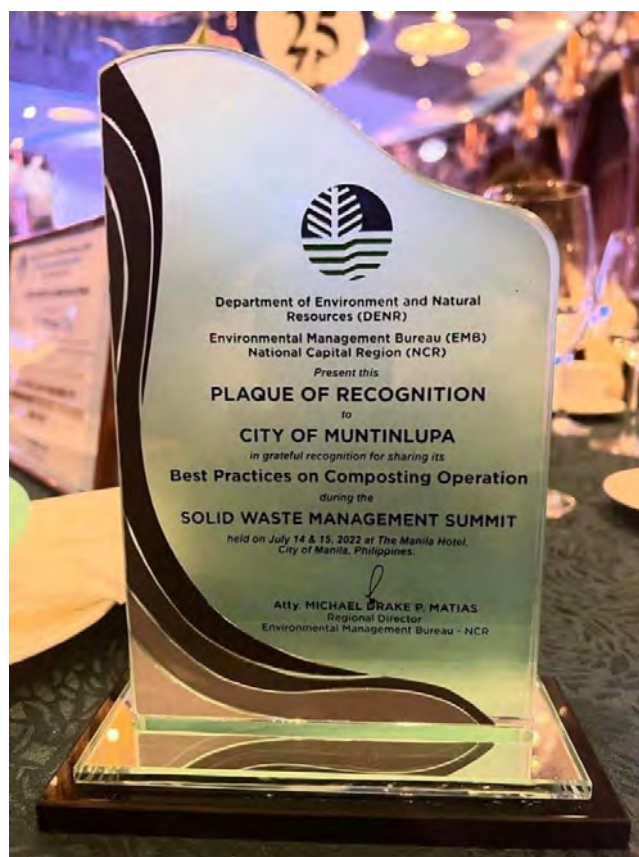 25
Department of Environment and Natural
Resources (DENR)
Environmental Management Bureau (EMB)
National Capital Region (NCR)
Present this
PLAQUE OF RECOGNITION
to
CITY OF MUNTINLUPA
in grateful recognition for sharing its
Best Practices on Composting Operation
during the
SOLID WASTE MANAGEMENT SUMMIT
held on July 14 & 15, 2022 at The Manila Hotel,
City of Manila, Philippines.
Atty. MICHAEL DRAKE P. MATIAS
Regional Director
Environmental Management Bureau - NCR